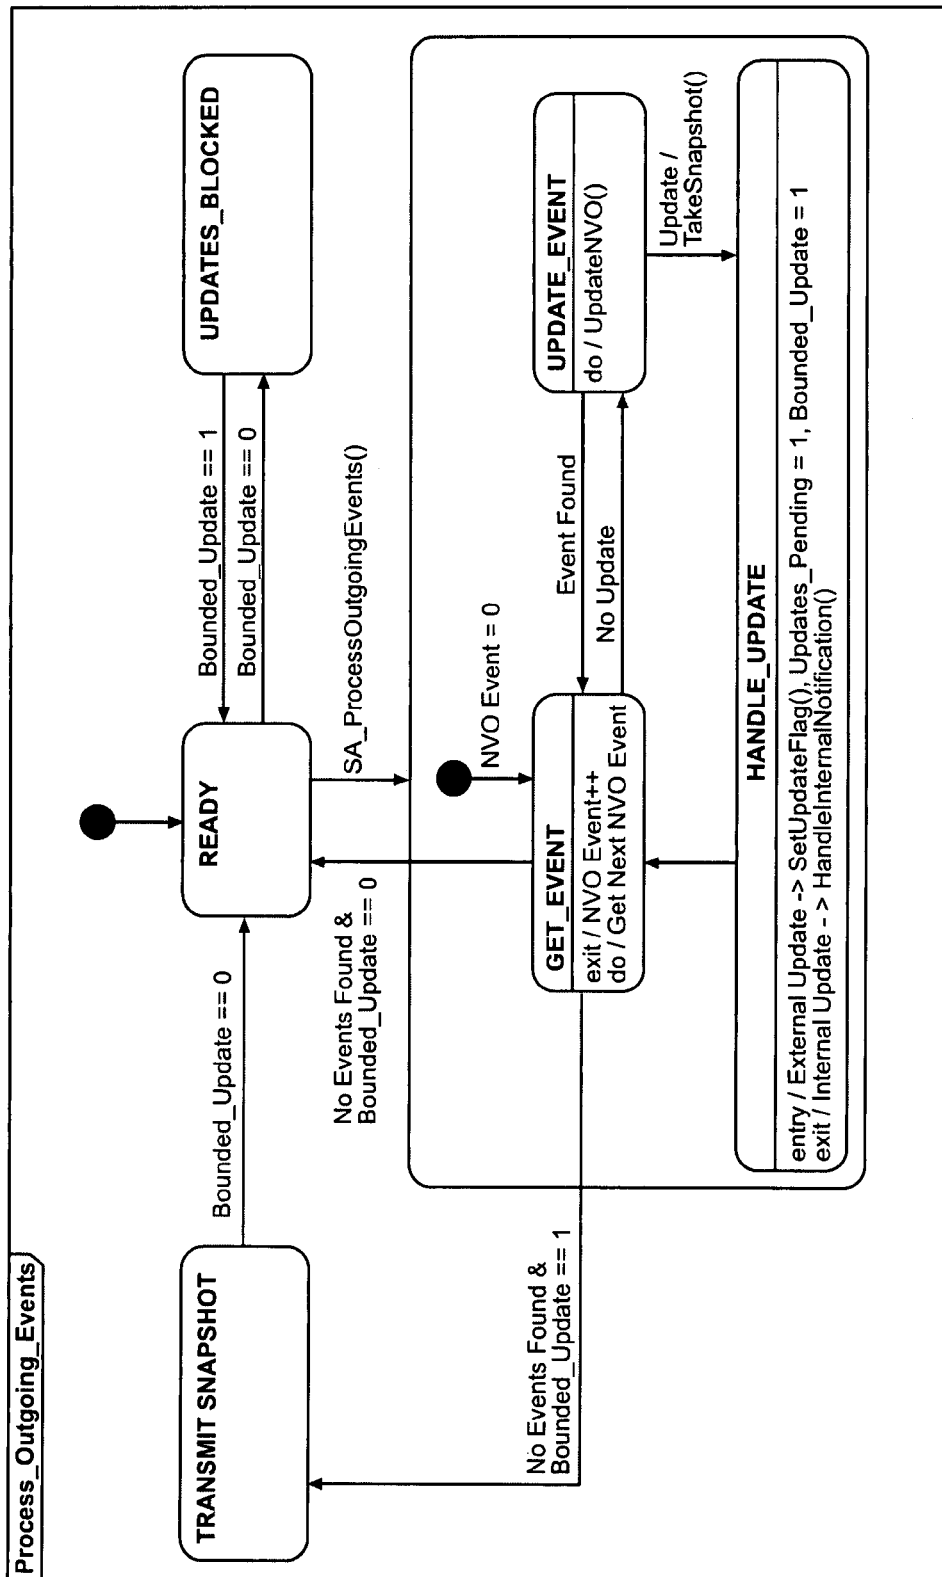 Process_Outgoing_Events
TRANSMIT SNAPSHOT
Bounded_Update == 0
READY
Bounded_Update == 1
Bounded_Update == 0
UPDATES_BLOCKED
No Events Found &
Bounded_Update == 0
SA_ProcessOutgoingEvents()
No Events Found &
Bounded_Update == 1
NVO Event = 0
GET_EVENT
exit / NVO Event++
do / Get Next NVO Event
Event Found
No Update
UPDATE_EVENT
do / UpdateNVO()
Update /
TakeSnapshot()
HANDLE_UPDATE
entry / External Update -> SetUpdateFlag(), Updates_Pending = 1, Bounded_Update = 1
exit / Internal Update - > HandleInternalNotification()